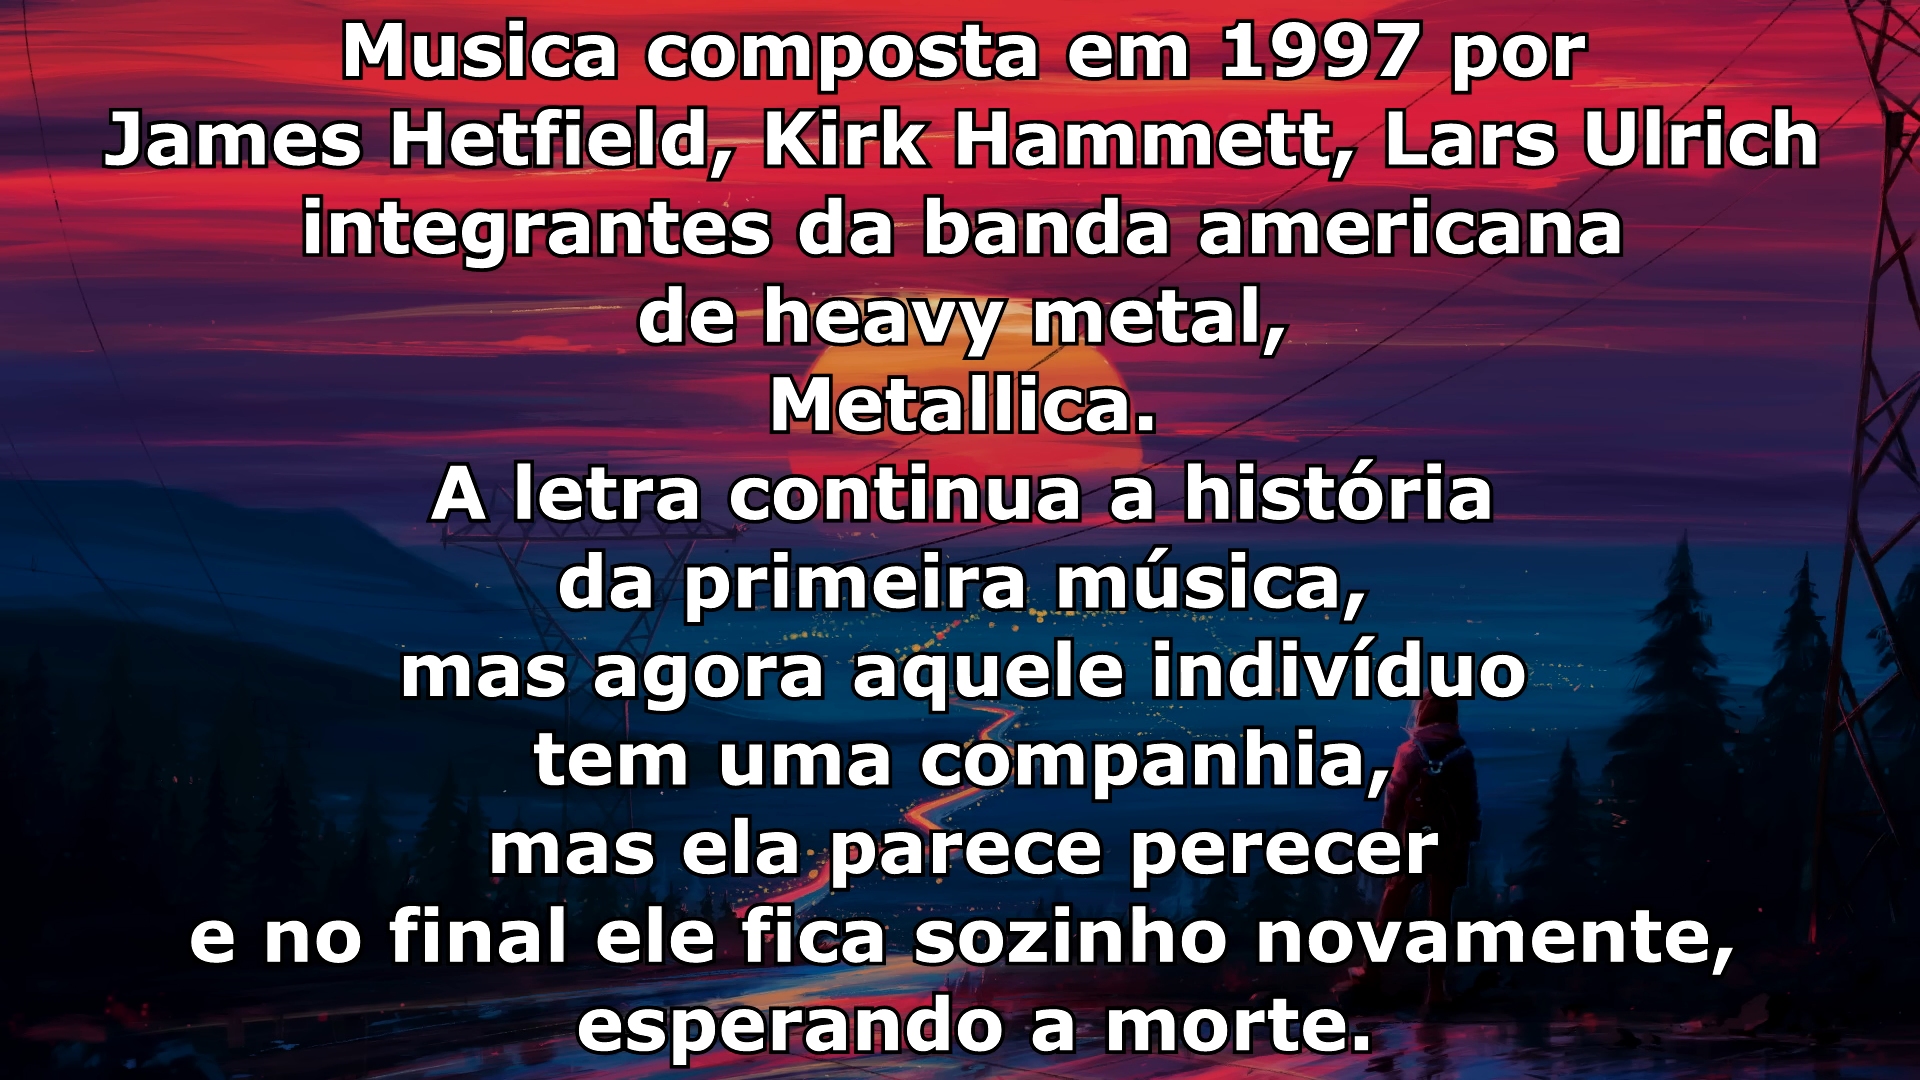 Musica composta em 1997 por
James Hetfield, Kirk Hammett, Lars Ulrich
integrantes da banda americana
de heavy metal,
Metallica.
A letra continua a história
da primeira música,
mas agora aquele indivíduo
tem uma companhia,
mas ela parece perecer
e no final ele fica sozinho novamente,
esperando a morte.